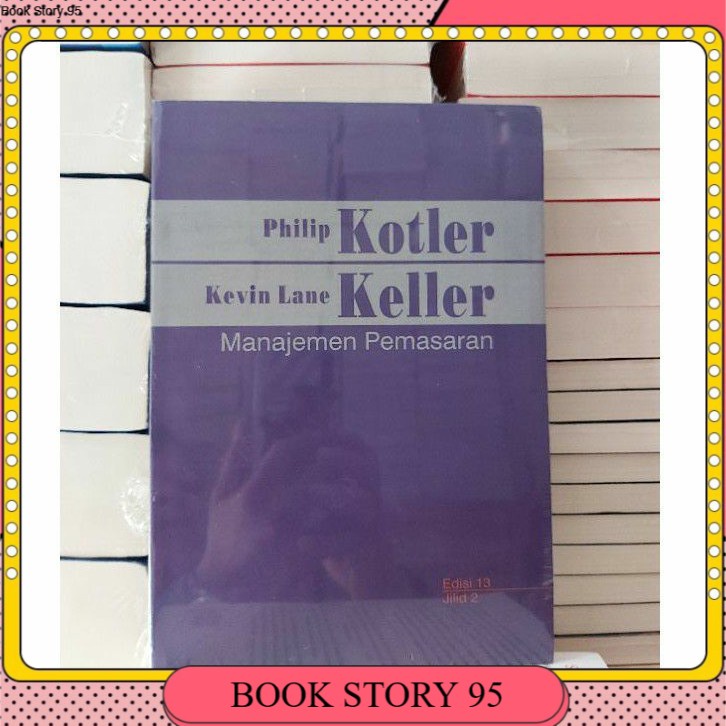 Book Story 95
Philip Kotler
Kevin Lane Keller
Manajemen Pemasaran
Edisi 13
Jilid 2
BOOK STORY 95